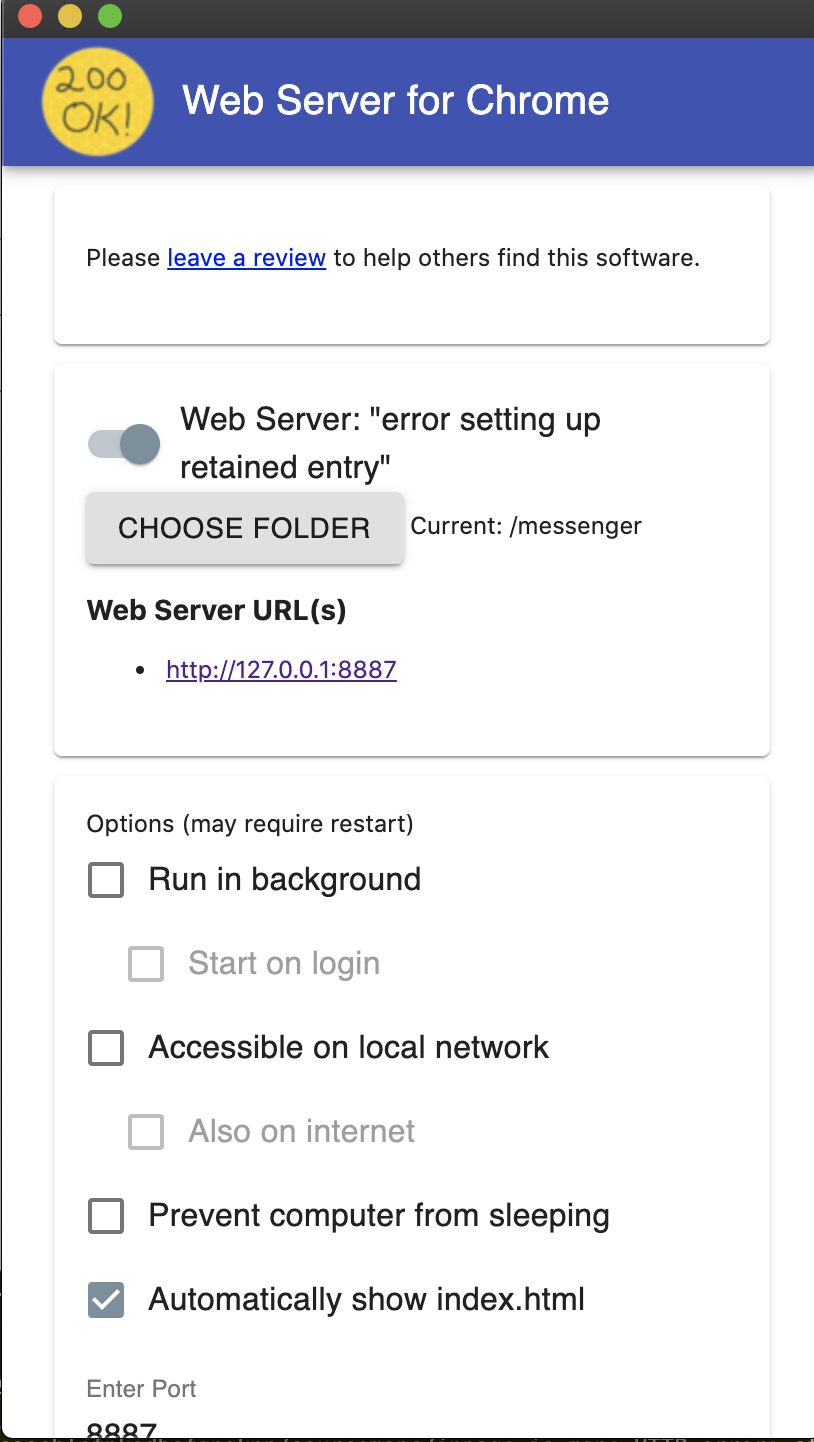 200
OK!
Web Server for Chrome
Please leave a review to help others find this software.
Web Server: "error setting up
retained entry"
CHOOSE FOLDER Current: /messenger
Web Server URL(s)
• http://127.0.0.1:8887
Options (may require restart)
Run in background
Start on login
Accessible on local network
Also on internet
Prevent computer from sleeping
Automatically show index.html
Enter Port
8887